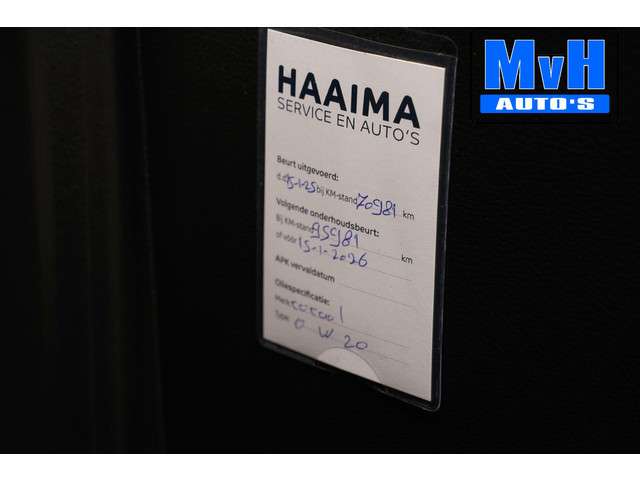 MvH
AUTO'S
HAAIMA
SERVICE EN AUTO'S
Beurt uitgevoerd:
d.d. 15-1-25 bij KM-stand 70981 km
Volgende onderhoudsbeurt:
Bij KM-stand 95981 km
of vóór 15-1-2026
APK vervaldatum
Oliespecificatie:
Merk
Type: 0 W 20